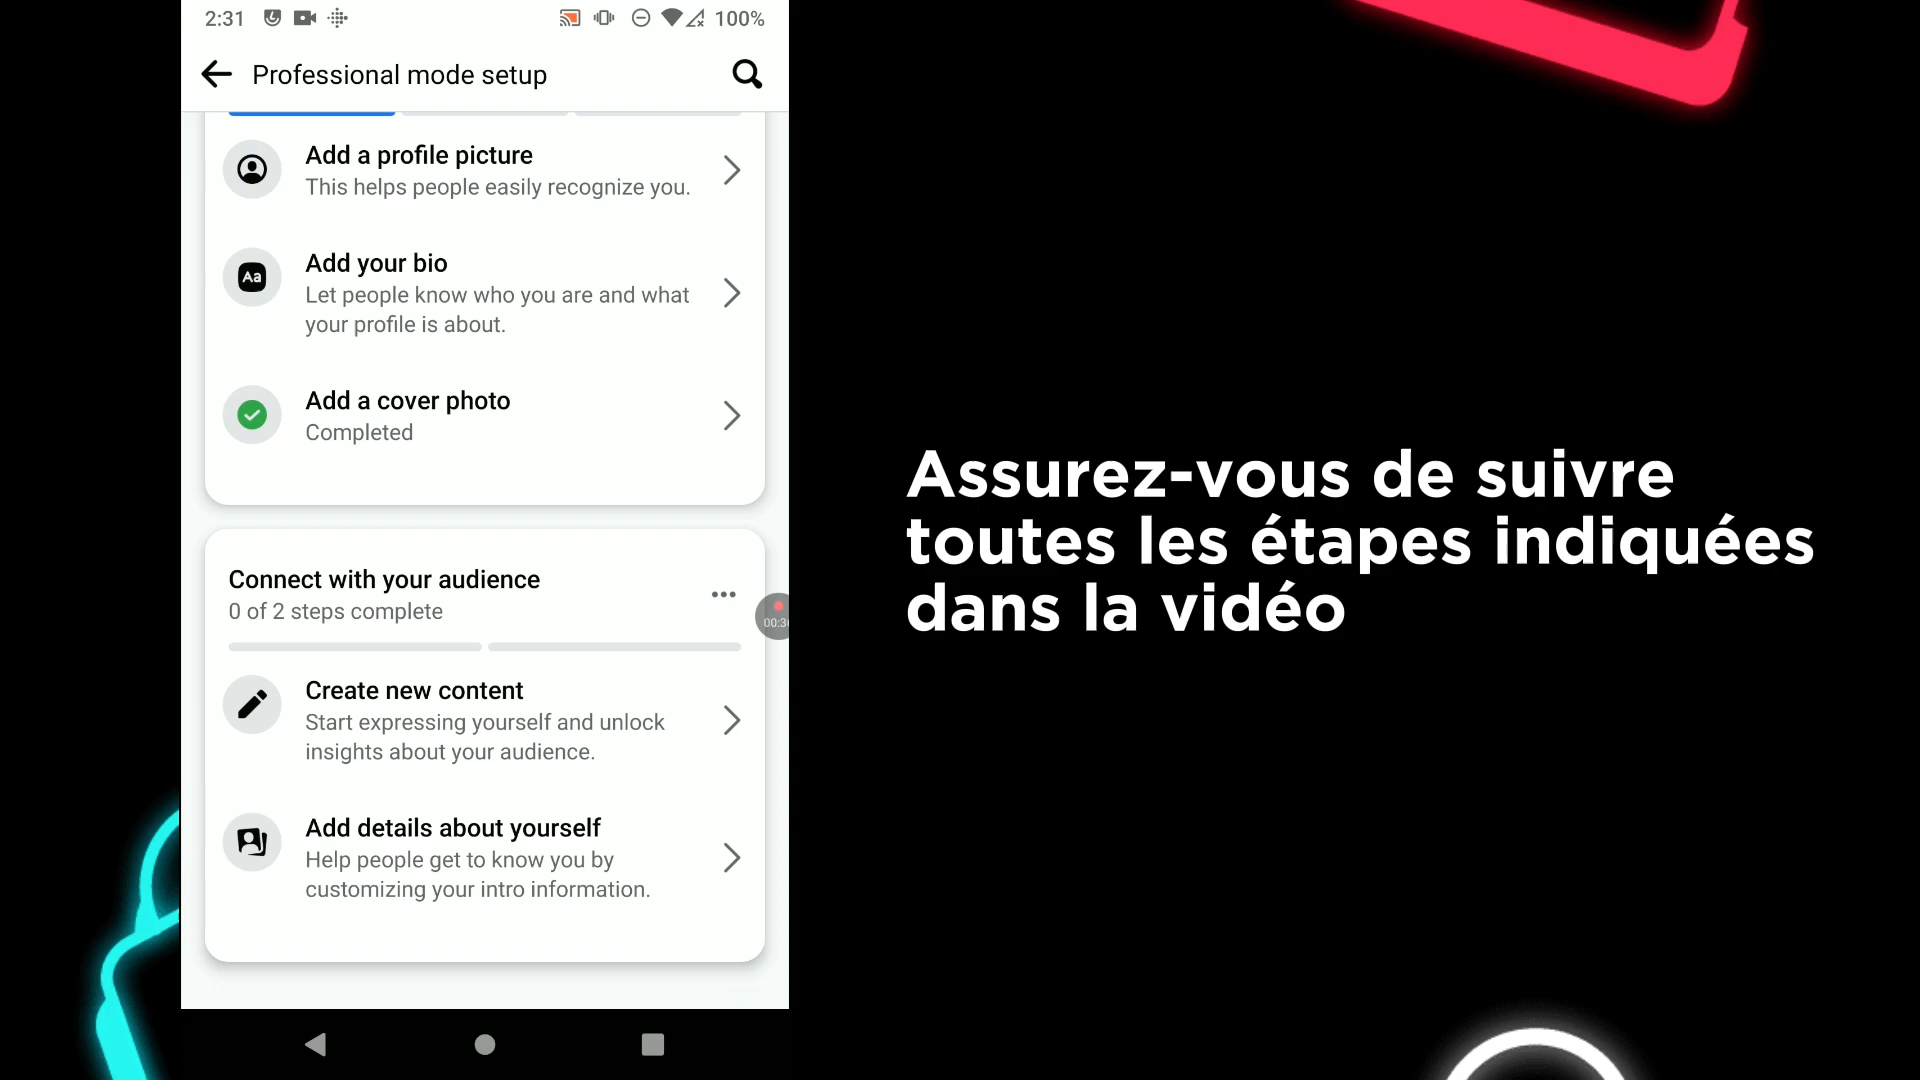 2:31
100%
Professional mode setup
Add a profile picture
This helps people easily recognize you.
Aa
Add your bio
Let people know who you are and what
your profile is about.
Add a cover photo
Completed
Connect with your audience
0 of 2 steps complete
Create new content
Start expressing yourself and unlock
insights about your audience.
Add details about yourself
Help people get to know you by
customizing your intro information.
Assurez-vous de suivre
toutes les étapes indiquées
dans la vidéo